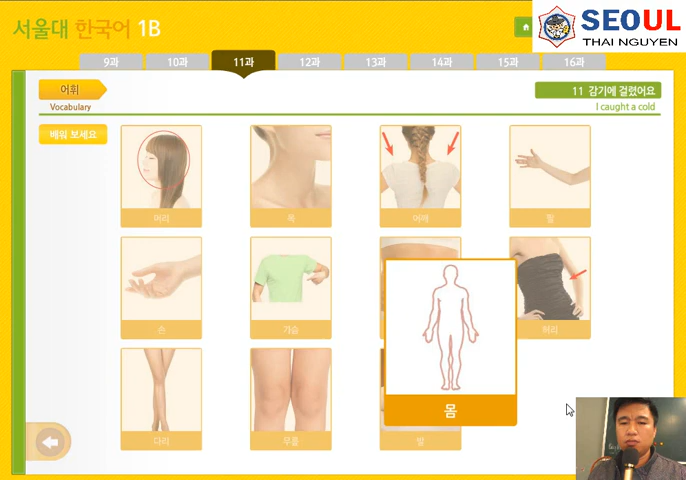 서울대 한국어 1B
SEOUL
THAI NGUYEN
9과
10과
11과
12과
13과
14과
15과
16과
어휘
Vocabulary
11 감기에 걸렸어요
I caught a cold
배워 보세요
머리
목
어깨
팔
손
가슴
허리
몸
다리
무릎
발